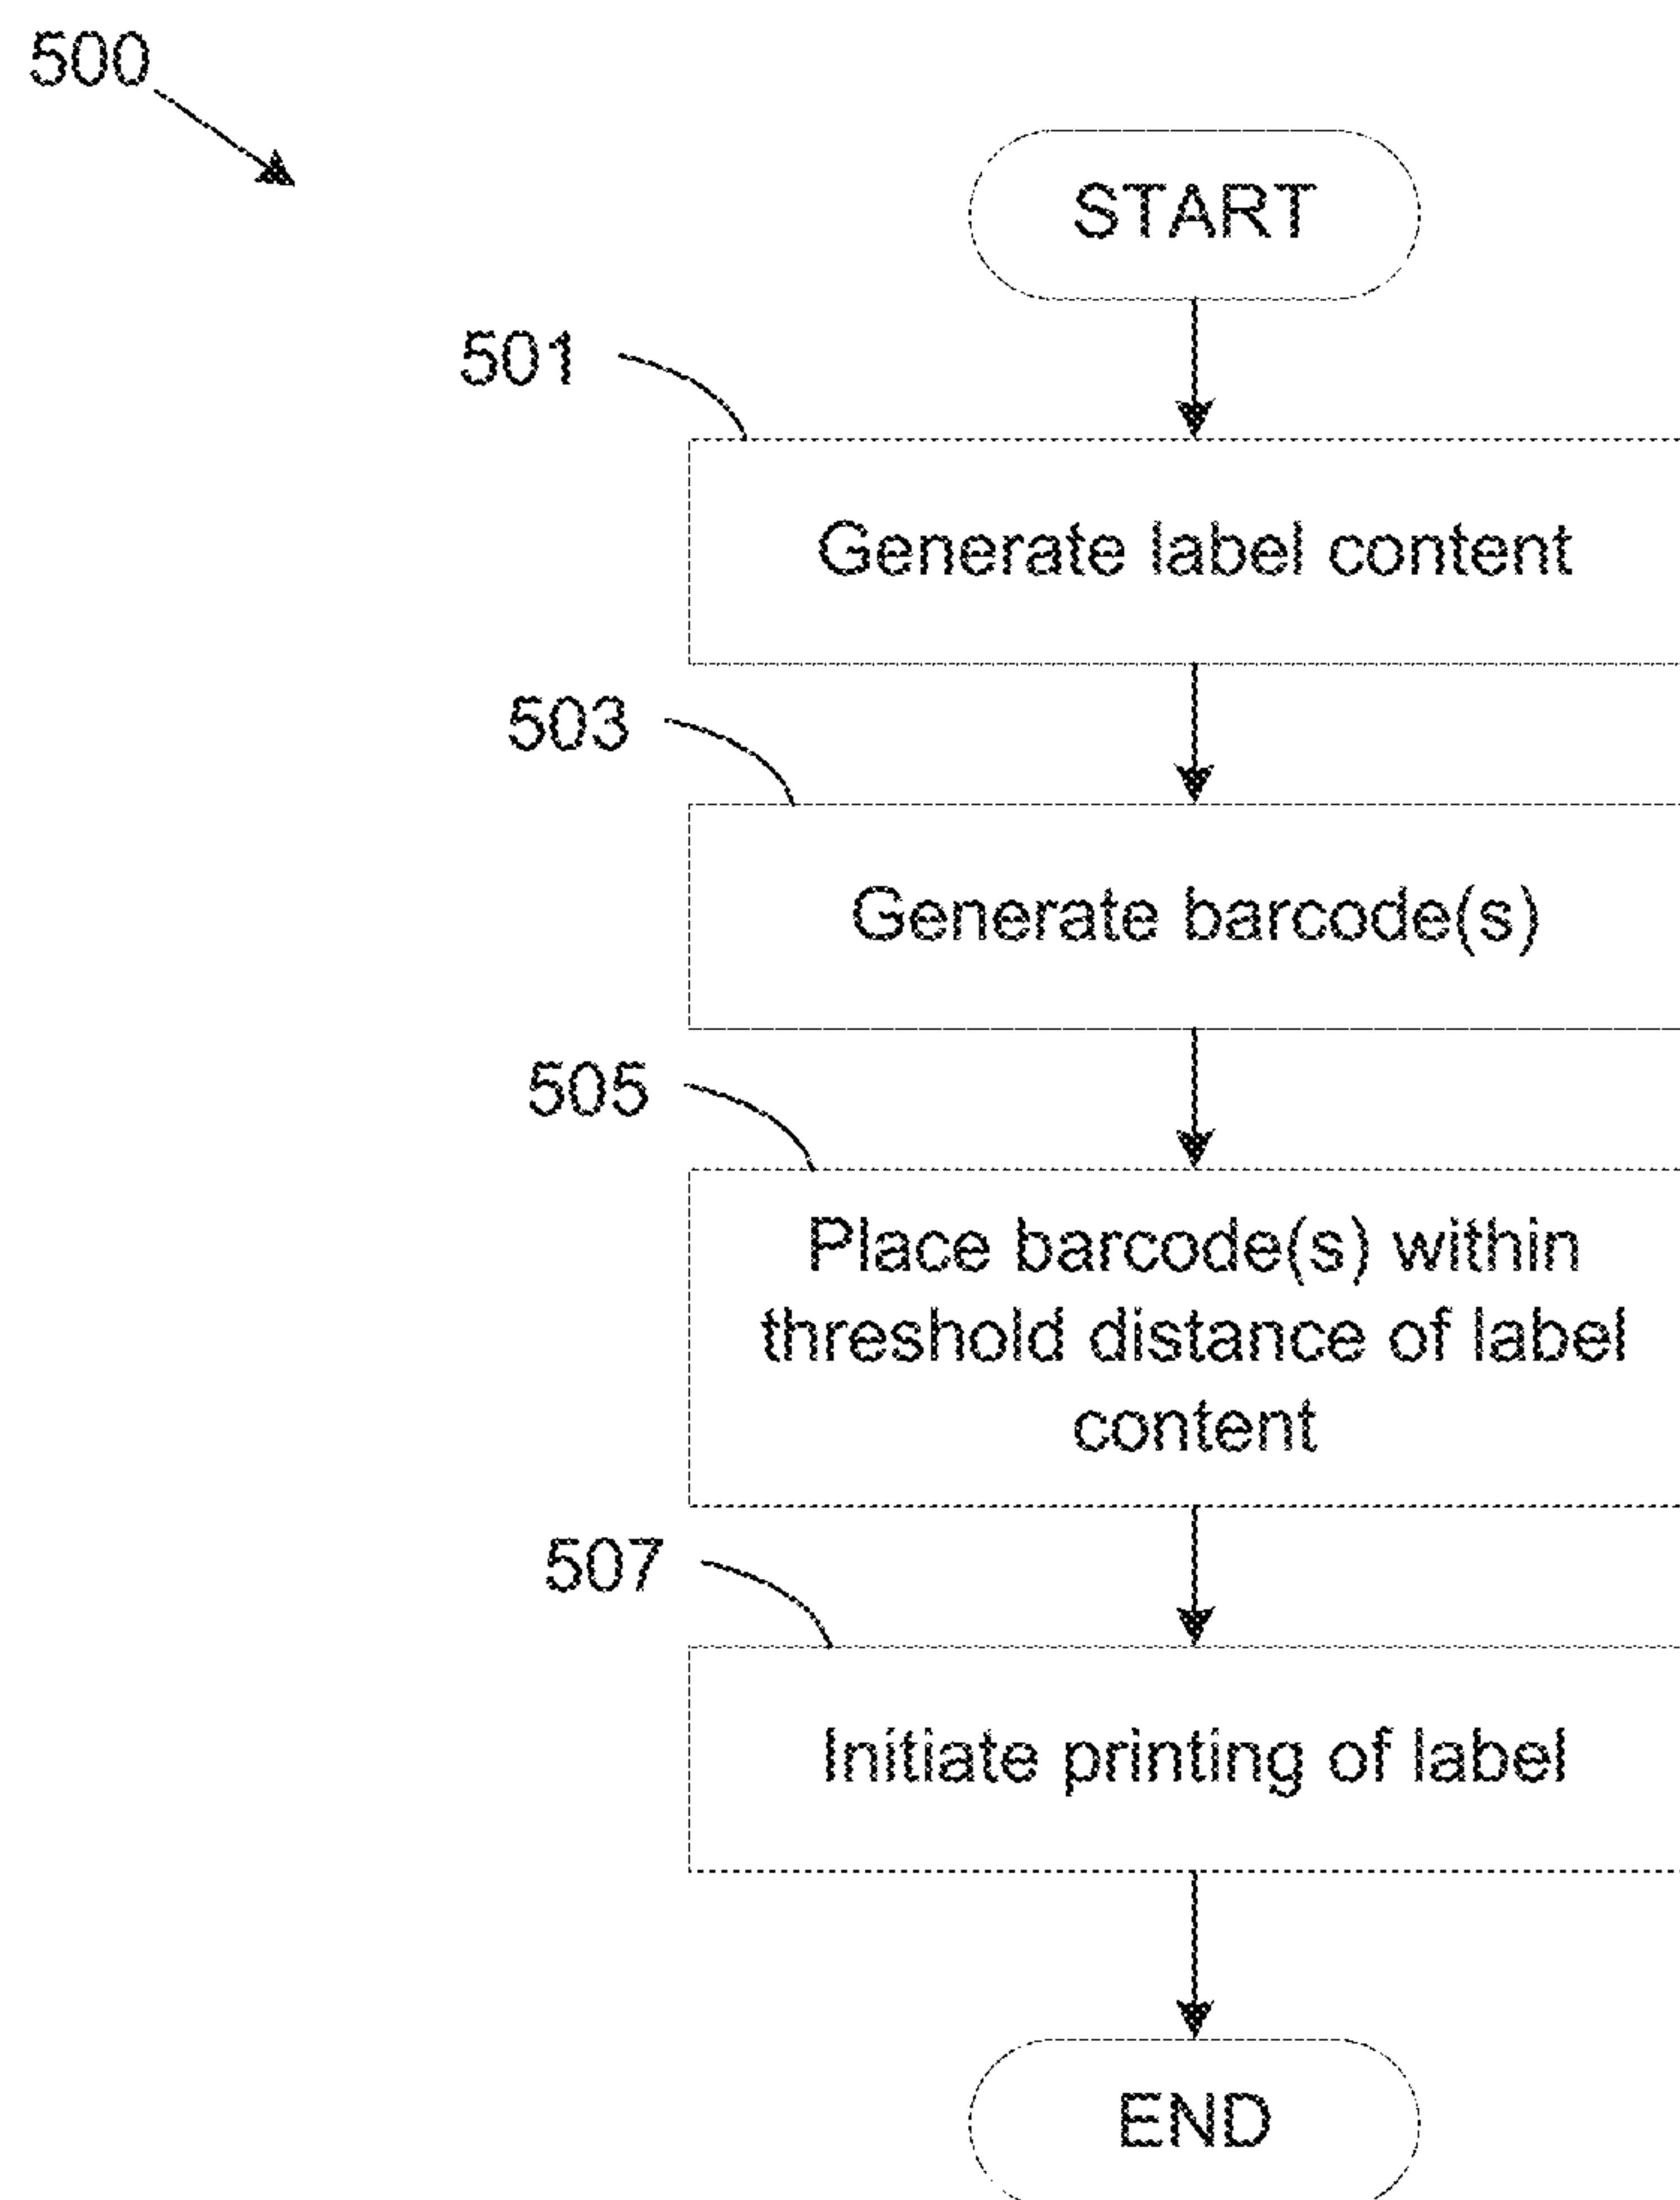 500
START
501
Generate label content
503
Generate barcode(s)
505
Place barcode(s) within
threshold distance of label
content
507
Initiate printing of label
END